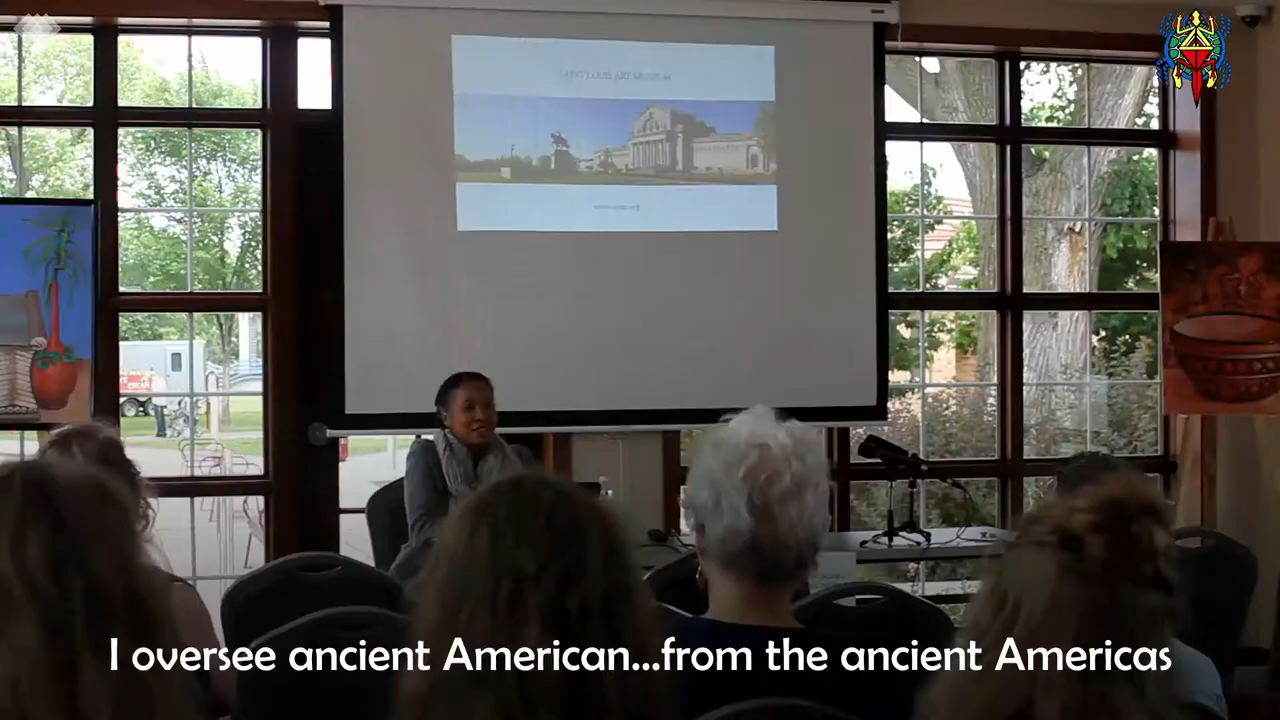 SAINT LOUIS ART MUSEUM
I oversee ancient American...from the ancient Americas